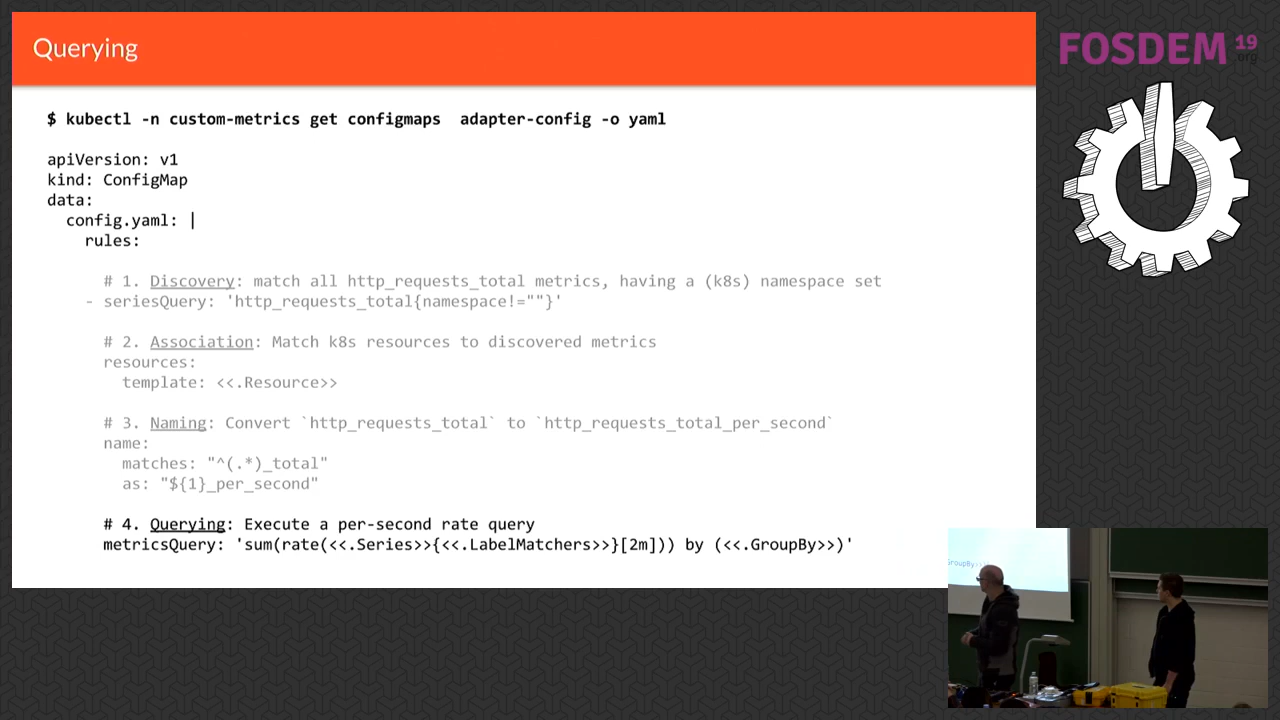 Querying
FOSDEM 19
.org
$ kubectl -n custom-metrics get configmaps  adapter-config -o yaml
apiVersion: v1
kind: ConfigMap
data:
  config.yaml: |
    rules:
      # 1. Discovery: match all http_requests_total metrics, having a (k8s) namespace set
    - seriesQuery: 'http_requests_total{namespace!=""}'
      # 2. Association: Match k8s resources to discovered metrics
      resources:
        template: <<.Resource>>
      # 3. Naming: Convert `http_requests_total` to `http_requests_total_per_second`
      name:
        matches: "^(.*)_total"
        as: "${1}_per_second"
      # 4. Querying: Execute a per-second rate query
      metricsQuery: 'sum(rate(<<.Series>>{<<.LabelMatchers>>}[2m])) by (<<.GroupBy>>)'